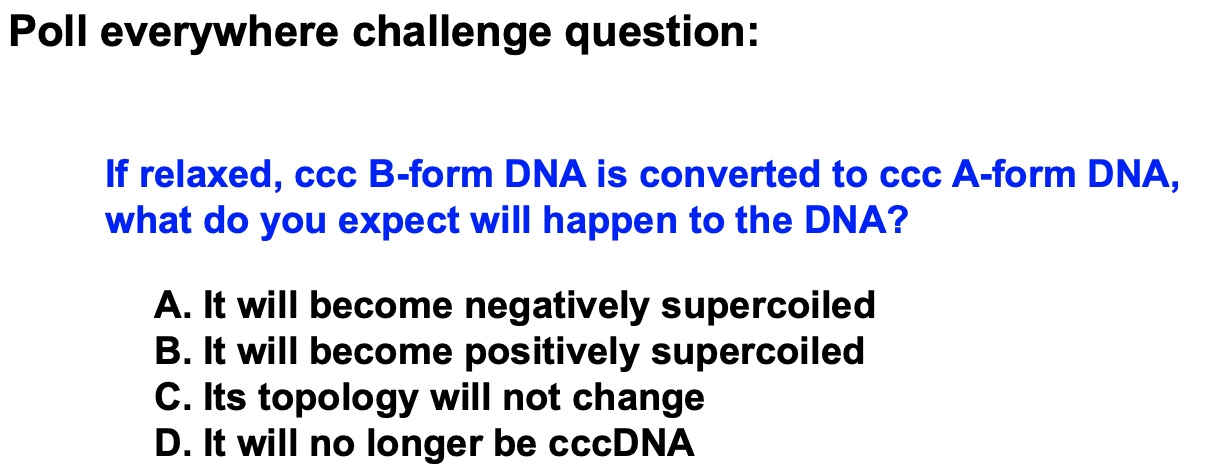 Poll everywhere challenge question:
If relaxed, ccc B-form DNA is converted to ccc A-form DNA,
what do you expect will happen to the DNA?
A. It will become negatively supercoiled
B. It will become positively supercoiled
C. Its topology will not change
D. It will no longer be cccDNA